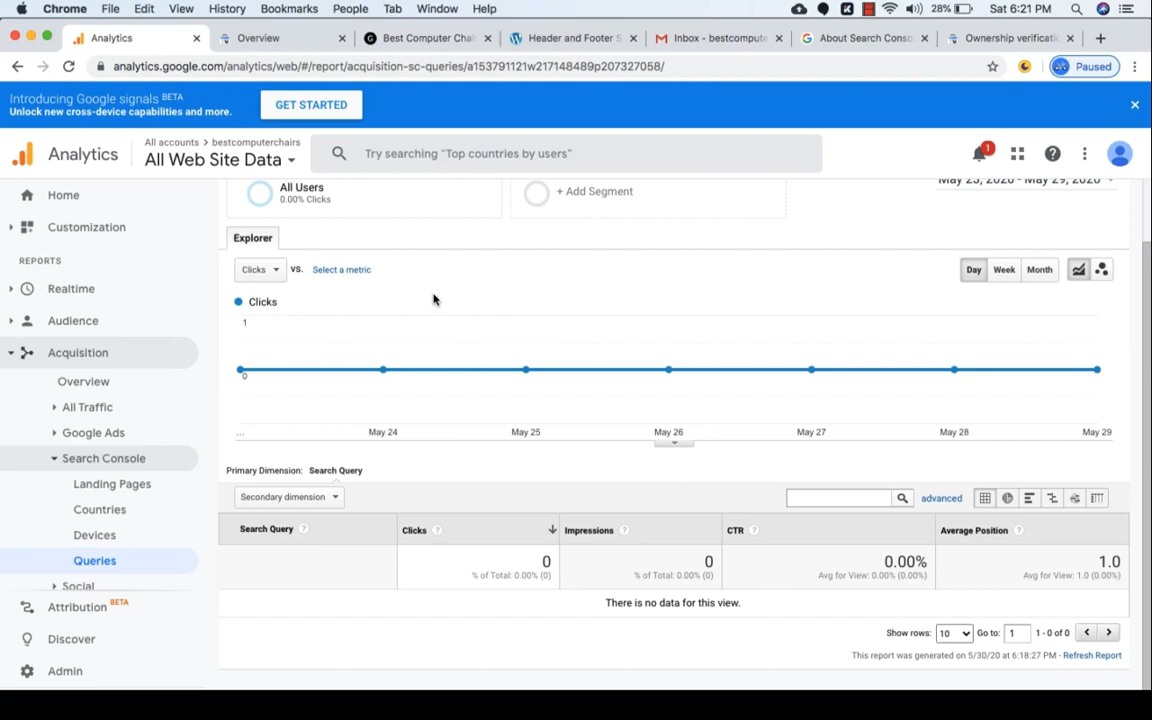 Chrome File Edit View History Bookmarks People Tab Window Help 28% Sat 6:21 PM
Analytics Overview Best Computer Chai Header and Footer S Inbox - bestcompute About Search Conso Ownership verificati
analytics.google.com/analytics/web/#/report/acquisition-sc-queries/a153791121w217148489p207327058/ Paused
Introducing Google signals BETA
Unlock new cross-device capabilities and more.
GET STARTED
Analytics
All accounts > bestcomputerchairs
All Web Site Data
Try searching "Top countries by users"
1
Home
Customization
REPORTS
Realtime
Audience
Acquisition
Overview
All Traffic
Google Ads
Search Console
Landing Pages
Countries
Devices
Queries
Social
Attribution BETA
Discover
Admin
All Users
0.00% Clicks
+ Add Segment
May 23, 2020 - May 29, 2020
Explorer
Clicks vs. Select a metric
Day Week Month
Clicks
1
0
... May 24 May 25 May 26 May 27 May 28 May 29
Primary Dimension: Search Query
Secondary dimension advanced
Search Query ? Clicks ? Impressions ? CTR ? Average Position ?
0 0 0.00% 1.0
% of Total: 0.00% (0) % of Total: 0.00% (0) Avg for View: 0.00% (0.00%) Avg for View: 1.0 (0.00%)
There is no data for this view.
Show rows: 10 Go to: 1 1 - 0 of 0
This report was generated on 5/30/20 at 6:18:27 PM - Refresh Report